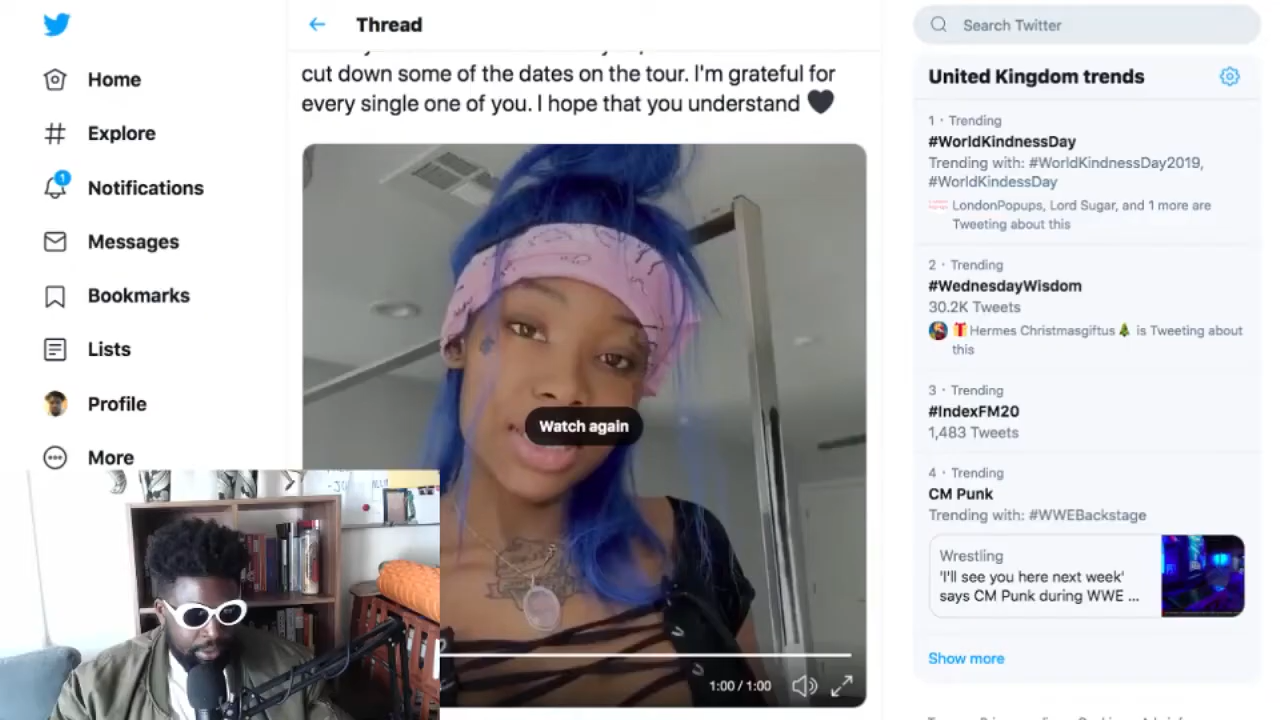 Home
Explore
1
Notifications
Messages
Bookmarks
Lists
Profile
More
Thread
cut down some of the dates on the tour. I'm grateful for
every single one of you. I hope that you understand 🖤
Watch again
1:00 / 1:00
Search Twitter
United Kingdom trends
1 · Trending
#WorldKindnessDay
Trending with: #WorldKindnessDay2019,
#WorldKindessDay
LondonPopups, Lord Sugar, and 1 more are
Tweeting about this
2 · Trending
#WednesdayWisdom
30.2K Tweets
🎁Hermes Christmasgiftus🎄 is Tweeting about
this
3 · Trending
#IndexFM20
1,483 Tweets
4 · Trending
CM Punk
Trending with: #WWEBackstage
Wrestling
'I'll see you here next week'
says CM Punk during WWE ...
Show more